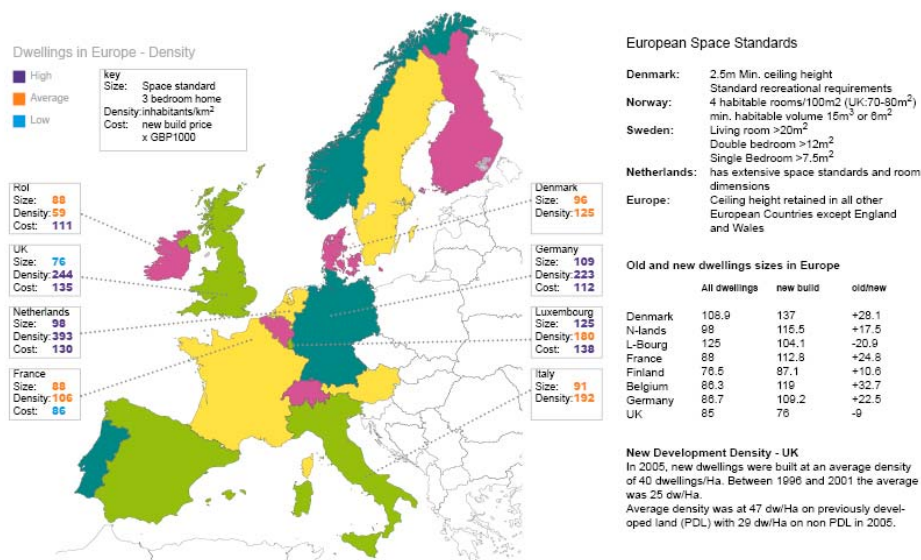 Dwellings in Europe - Density
High
Average
Low
key
Size: Space standard
3 bedroom home
Density: inhabitants/km²
Cost: new build price
x GBP1000
RoI
Size: 88
Density: 59
Cost: 111
UK
Size: 76
Density: 244
Cost: 135
Netherlands
Size: 98
Density: 393
Cost: 130
France
Size: 88
Density: 106
Cost: 86
Denmark
Size: 96
Density: 125
Germany
Size: 109
Density: 223
Cost: 112
Luxembourg
Size: 125
Density: 180
Cost: 138
Italy
Size: 91
Density: 192
European Space Standards
Denmark: 2.5m Min. ceiling height
Standard recreational requirements
Norway: 4 habitable rooms/100m2 (UK:70-80m²)
min. habitable volume 15m³ or 6m²
Sweden: Living room >20m²
Double bedroom >12m²
Single Bedroom >7.5m²
Netherlands: has extensive space standards and room
dimensions
Europe: Ceiling height retained in all other
European Countries except England
and Wales
Old and new dwellings sizes in Europe
All dwellings new build old/new
Denmark 108.9 137 +28.1
N-lands 98 115.5 +17.5
L-Bourg 125 104.1 -20.9
France 88 112.8 +24.8
Finland 76.5 87.1 +10.6
Belgium 86.3 119 +32.7
Germany 86.7 109.2 +22.5
UK 85 76 -9
New Development Density - UK
In 2005, new dwellings were built at an average density
of 40 dwellings/Ha. Between 1996 and 2001 the average
was 25 dw/Ha.
Average density was at 47 dw/Ha on previously devel-
oped land (PDL) with 29 dw/Ha on non PDL in 2005.